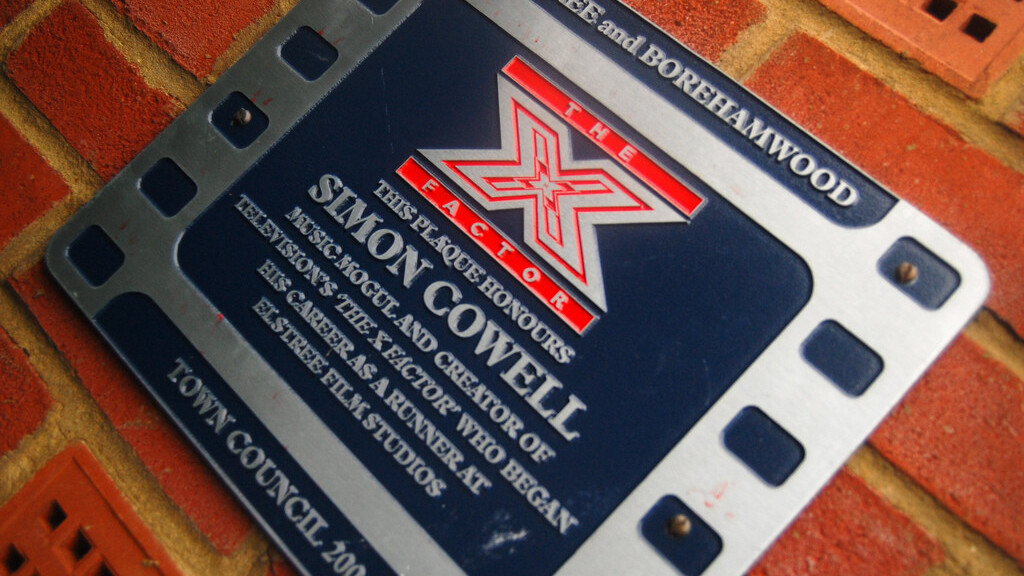 EE and BOREHAMWOOD
THE
X
FACTOR
THIS PLAQUE HONOURS
SIMON COWELL
MUSIC MOGUL AND CREATOR OF
TELEVISION'S 'THE X FACTOR' WHO BEGAN
HIS CAREER AS A RUNNER AT
ELSTREE FILM STUDIOS
TOWN COUNCIL 200